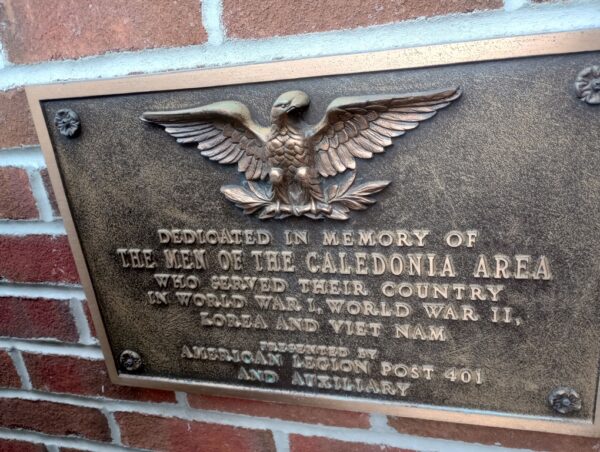 DEDICATED IN MEMORY OF
THE MEN OF THE CALEDONIA AREA
WHO SERVED THEIR COUNTRY
IN WORLD WAR I, WORLD WAR II,
KOREA AND VIET NAM
PRESENTED BY
AMERICAN LEGION POST 401
AND AUXILIARY